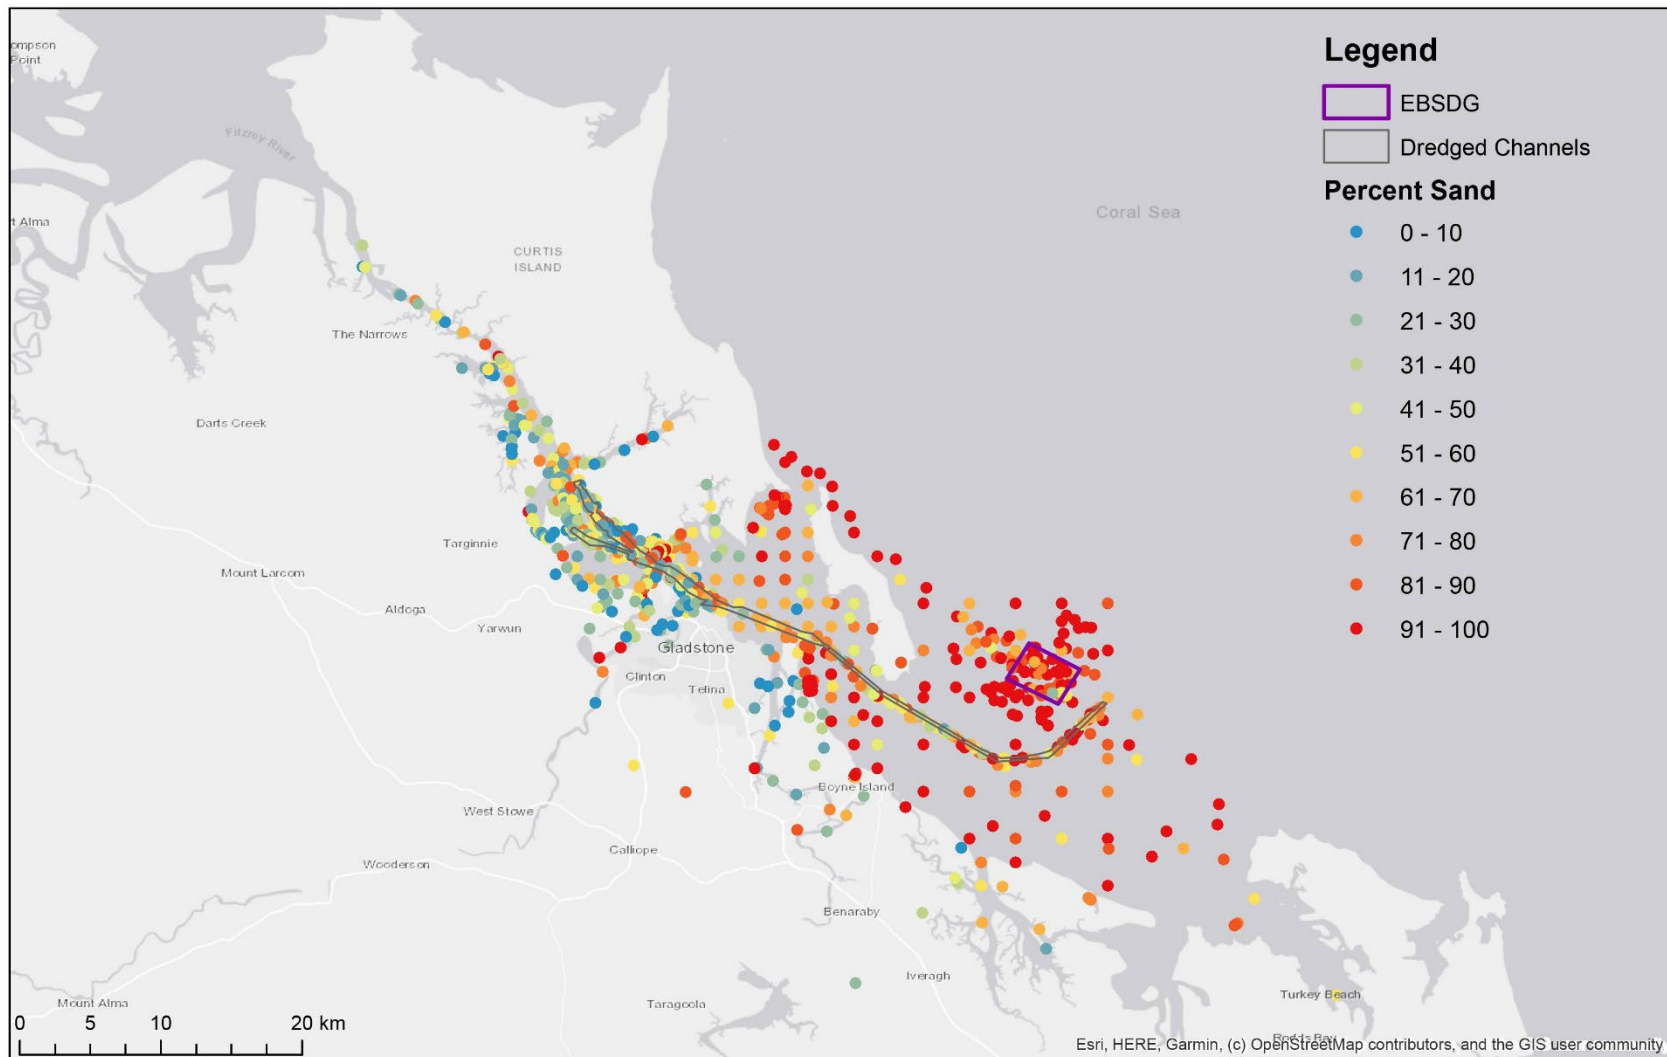 ompson
Point
Legend
EBSDG
Fitzroy River
Dredged Channels
Percent Sand
Coral Sea
t Alma
0 - 10
CURTIS
ISLAND
11 - 20
21 - 30
The Narrows
31 - 40
41 - 50
Darts Creek
51 - 60
61 - 70
Targinnie
71 - 80
Mount Larcom
81 - 90
Aldoga
Yarwun
91 - 100
Gladstone
Clinton
Telina
Boyne Island
West Stowe
Calliope
Wooderson
Benaraby
Iveragh
Turkey Beach
Mount Alma
Taragoola
0 5 10 20 km
Rodds Bay
Esri, HERE, Garmin, (c) OpenStreetMap contributors, and the GIS user community